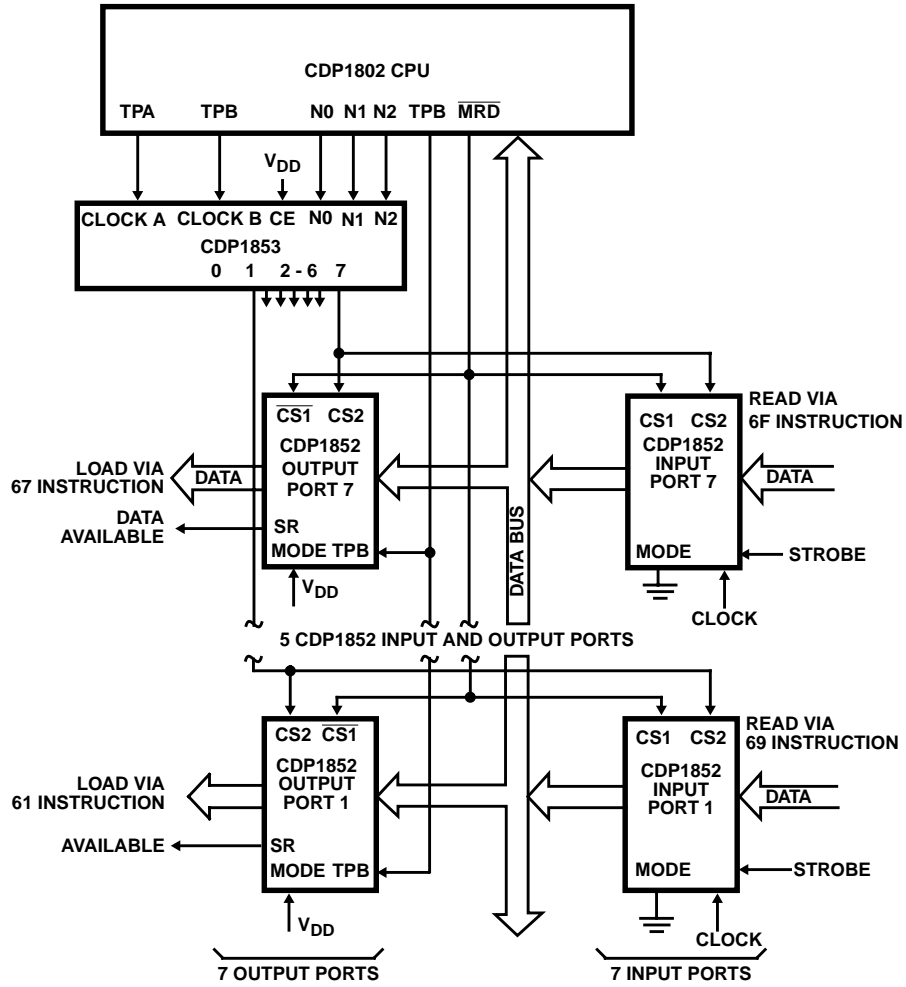 CDP1802 CPU
TPA TPB N0 N1 N2 TPB MRD
VDD
CLOCK A CLOCK B CE N0 N1 N2
CDP1853
0 1 2 - 6 7
CS1 CS2
CDP1852
OUTPUT
PORT 7
SR
MODE TPB
LOAD VIA
67 INSTRUCTION
DATA
DATA
AVAILABLE
VDD
DATA BUS
CS1 CS2
CDP1852
INPUT
PORT 7
MODE
READ VIA
6F INSTRUCTION
DATA
STROBE
CLOCK
5 CDP1852 INPUT AND OUTPUT PORTS
CS2 CS1
CDP1852
OUTPUT
PORT 1
SR
MODE TPB
LOAD VIA
61 INSTRUCTION
AVAILABLE
VDD
CS1 CS2
CDP1852
INPUT
PORT 1
MODE
READ VIA
69 INSTRUCTION
DATA
STROBE
CLOCK
7 OUTPUT PORTS
7 INPUT PORTS